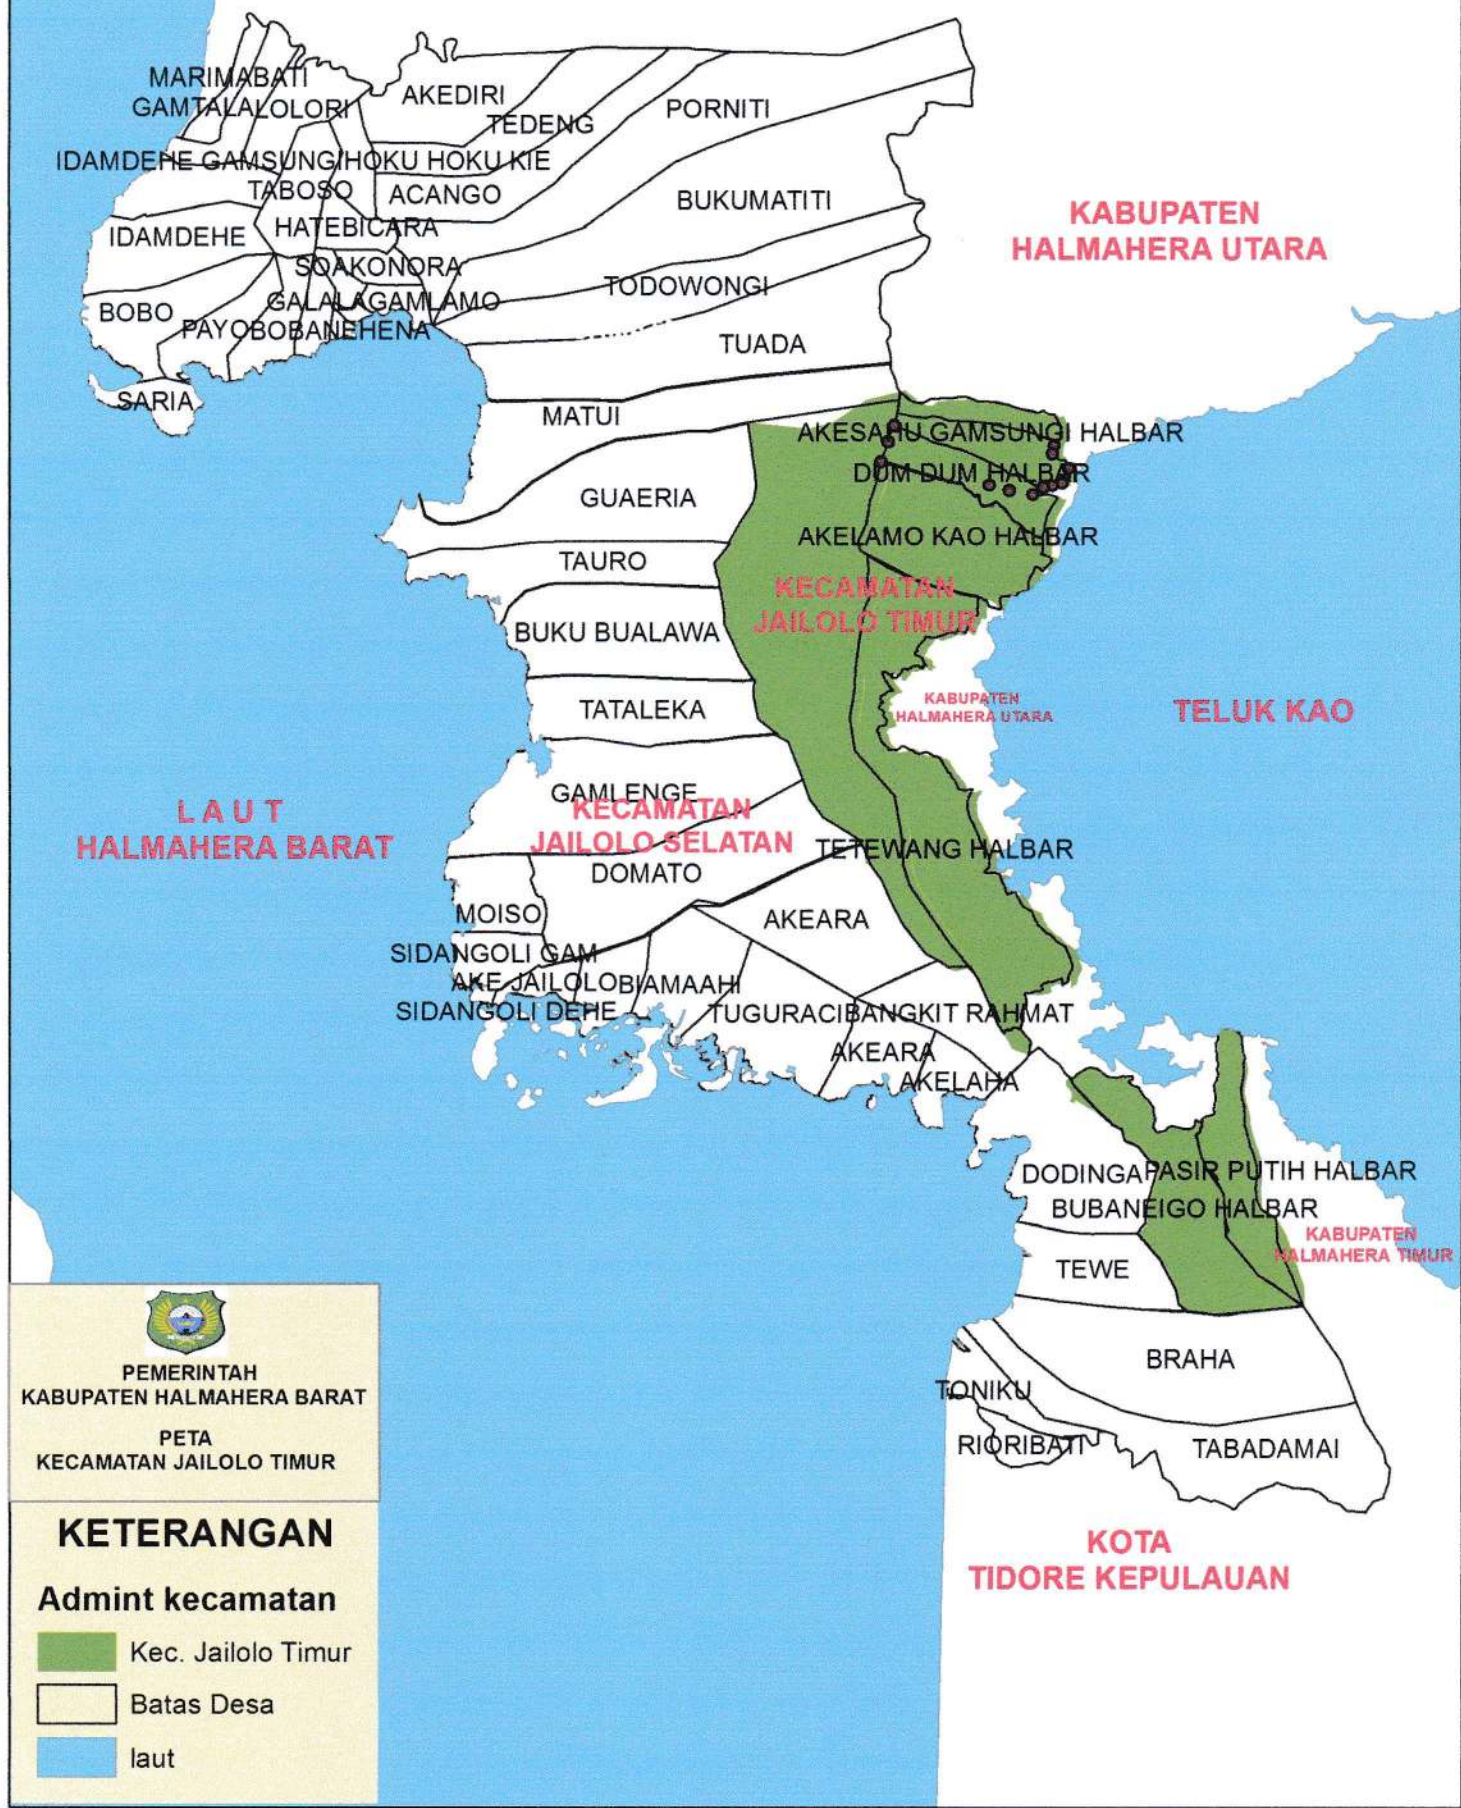 MARIMABATI
GAMTALALOLORI
AKEDIRI
TEDENG
PORNITI
IDAMDEHE GAMSUNGI
HOKU HOKU KIE
TABOSO
ACANGO
BUKUMATITI
IDAMDEHE
HATEBICARA
KABUPATEN
HALMAHERA UTARA
SOAKONORA
TODOWONGI
GALALA
GAMLAMO
BOBO
PAYO
BOBANEHENA
TUADA
SARIA
MATUI
AKESAHU GAMSUNGI HALBAR
DUM DUM HALBAR
GUAERIA
AKELAMO KAO HALBAR
TAURO
KECAMATAN
JAILOLO TIMUR
BUKU BUALAWA
KABUPATEN
HALMAHERA UTARA
TATALEKA
TELUK KAO
GAMLENGE
KECAMATAN
JAILOLO SELATAN
LAUT
HALMAHERA BARAT
TETEWANG HALBAR
DOMATO
MOISO
AKEARA
SIDANGOLI GAM
AKE JAILOLO
BIAMAAHI
SIDANGOLI DEHE
TUGURACI
BANGKIT RAHMAT
AKEARA
AKELAHA
DODINGA
PASIR PUTIH HALBAR
BUBANEIGO HALBAR
KABUPATEN
HALMAHERA TIMUR
TEWE
BRAHA
TONIKU
RIORIBATI
TABADAMAI
KOTA
TIDORE KEPULAUAN
PEMERINTAH
KABUPATEN HALMAHERA BARAT
PETA
KECAMATAN JAILOLO TIMUR
KETERANGAN
Admint kecamatan
Kec. Jailolo Timur
Batas Desa
laut